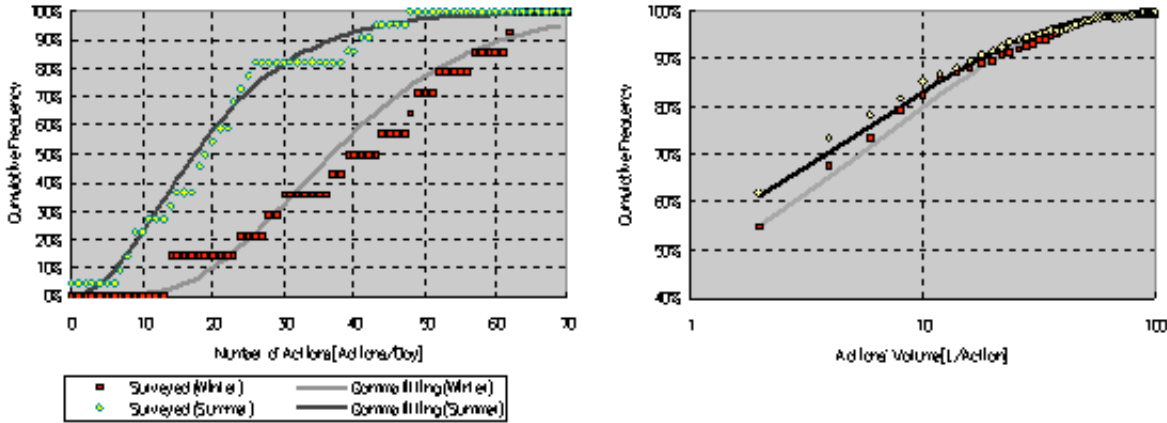 100%
90%
80%
70%
60%
50%
40%
30%
20%
10%
0%
Cumulative Frequency
0 10 20 30 40 50 60 70
Number of Actions [Actions/Day]
Surveyed (Winter) Gamma fitting (Winter)
Surveyed (Summer) Gamma fitting (Summer)
100%
90%
80%
70%
60%
50%
40%
Cumulative Frequency
1 10 100
Actions' Volume [L/Action]